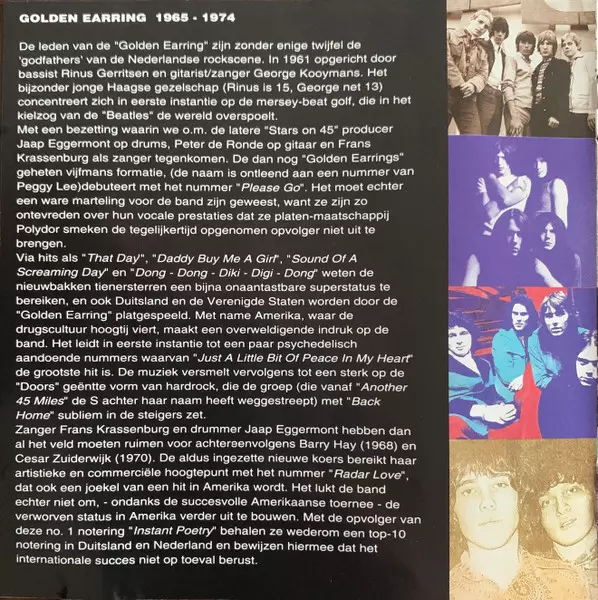 GOLDEN EARRING 1965 - 1974
De leden van de "Golden Earring" zijn zonder enige twijfel de
'godfathers' van de Nederlandse rockscene. In 1961 opgericht door
bassist Rinus Gerritsen en gitarist/zanger George Kooymans. Het
bijzonder jonge Haagse gezelschap (Rinus is 15, George net 13)
concentreert zich in eerste instantie op de mersey-beat golf, die in het
kielzog van de "Beatles" de wereld overspoelt.
Met een bezetting waarin we o.m. de latere "Stars on 45" producer
Jaap Eggermont op drums, Peter de Ronde op gitaar en Frans
Krassenburg als zanger tegenkomen. De dan nog "Golden Earrings"
geheten vijfmans formatie, (de naam is ontleend aan een nummer van
Peggy Lee)debuteert met het nummer "Please Go". Het moet echter
een ware marteling voor de band zijn geweest, want ze zijn zo
ontevreden over hun vocale prestaties dat ze platen-maatschappij
Polydor smeken de tegelijkertijd opgenomen opvolger niet uit te
brengen.
Via hits als "That Day", "Daddy Buy Me A Girl", "Sound Of A
Screaming Day" en "Dong - Dong - Diki - Digi - Dong" weten de
nieuwbakken tienersterren een bijna onaantastbare superstatus te
bereiken, en ook Duitsland en de Verenigde Staten worden door de
"Golden Earring" platgespeeld. Met name Amerika, waar de
drugscultuur hoogtij viert, maakt een overweldigende indruk op de
band. Het leidt in eerste instantie tot een paar psychedelisch
aandoende nummers waarvan "Just A Little Bit Of Peace In My Heart"
de grootste hit is. De muziek versmelt vervolgens tot een sterk op de
"Doors" geëntte vorm van hardrock, die de groep (die vanaf "Another
45 Miles" de S achter haar naam heeft weggestreept) met "Back
Home" subliem in de steigers zet.
Zanger Frans Krassenburg en drummer Jaap Eggermont hebben dan
al het veld moeten ruimen voor achtereenvolgens Barry Hay (1968) en
Cesar Zuiderwijk (1970). De aldus ingezette nieuwe koers bereikt haar
artistieke en commerciële hoogtepunt met het nummer "Radar Love",
dat ook een joekel van een hit in Amerika wordt. Het lukt de band
echter niet om, - ondanks de succesvolle Amerikaanse toernee - de
verworven status in Amerika verder uit te bouwen. Met de opvolger van
deze no. 1 notering "Instant Poetry" behalen ze wederom een top-10
notering in Duitsland en Nederland en bewijzen hiermee dat het
internationale succes niet op toeval berust.